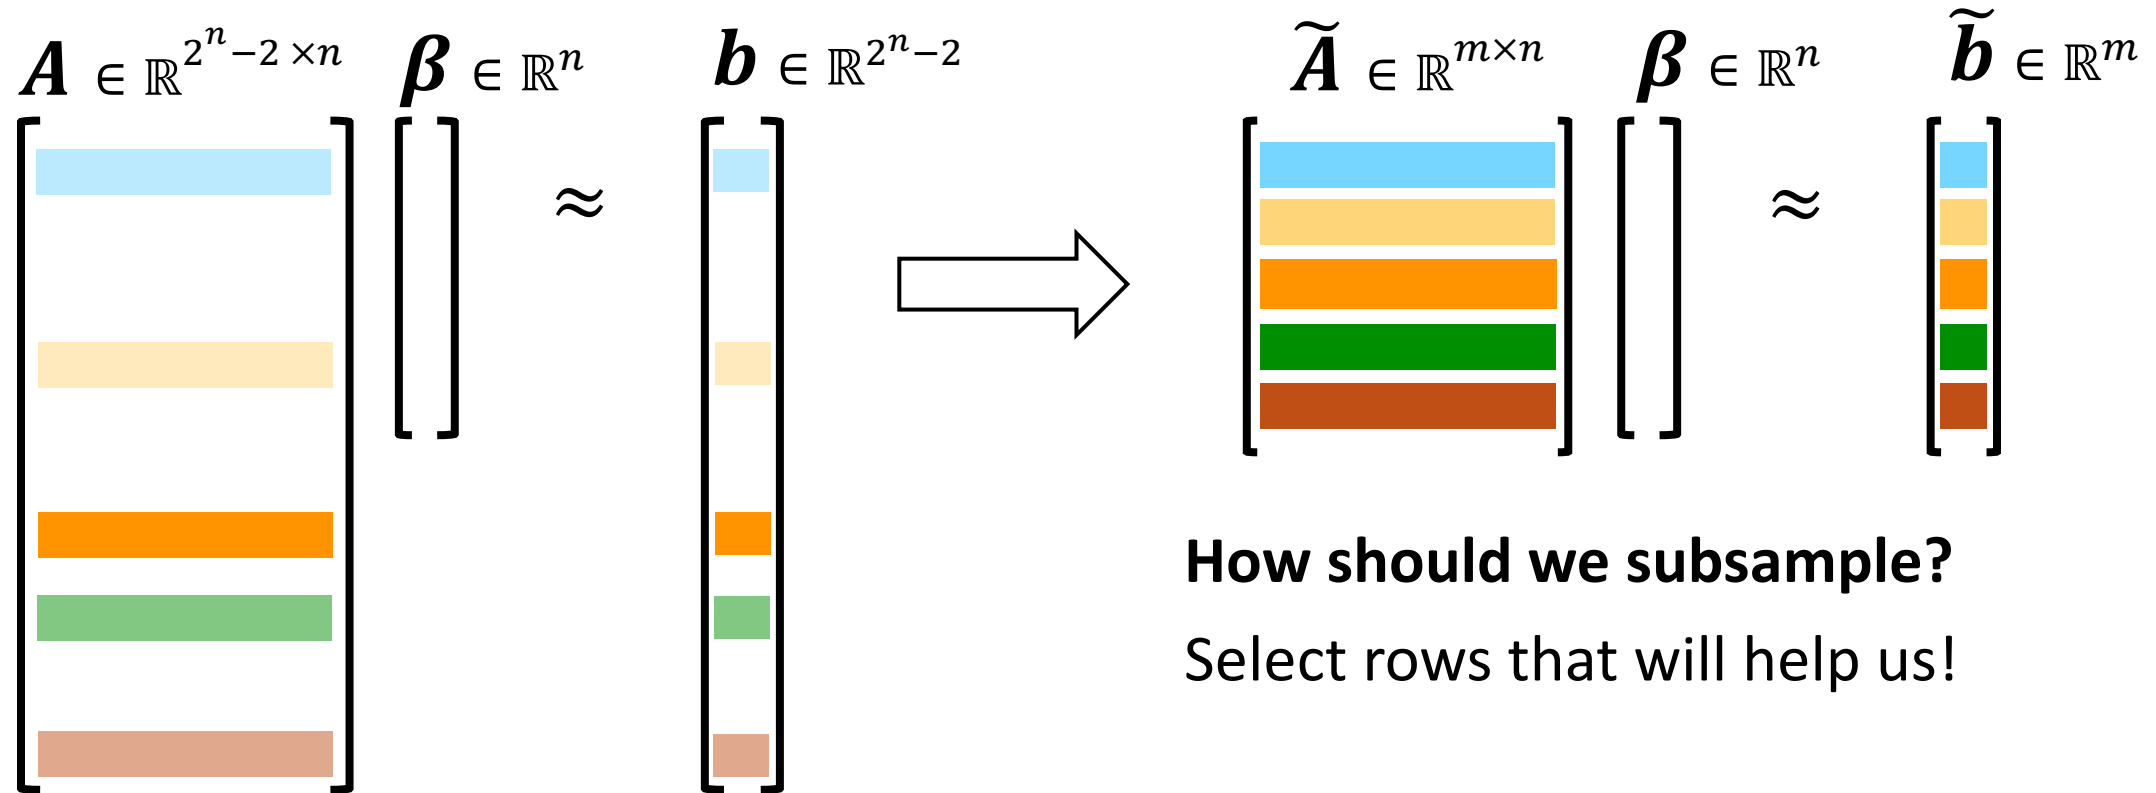 𝑨 ∈ ℝ^{2^n−2 ×n} 𝜷 ∈ ℝ^n 𝒃 ∈ ℝ^{2^n−2} 𝑨̃ ∈ ℝ^{m×n} 𝜷 ∈ ℝ^n 𝒃̃ ∈ ℝ^m
≈ ≈
How should we subsample?
Select rows that will help us!